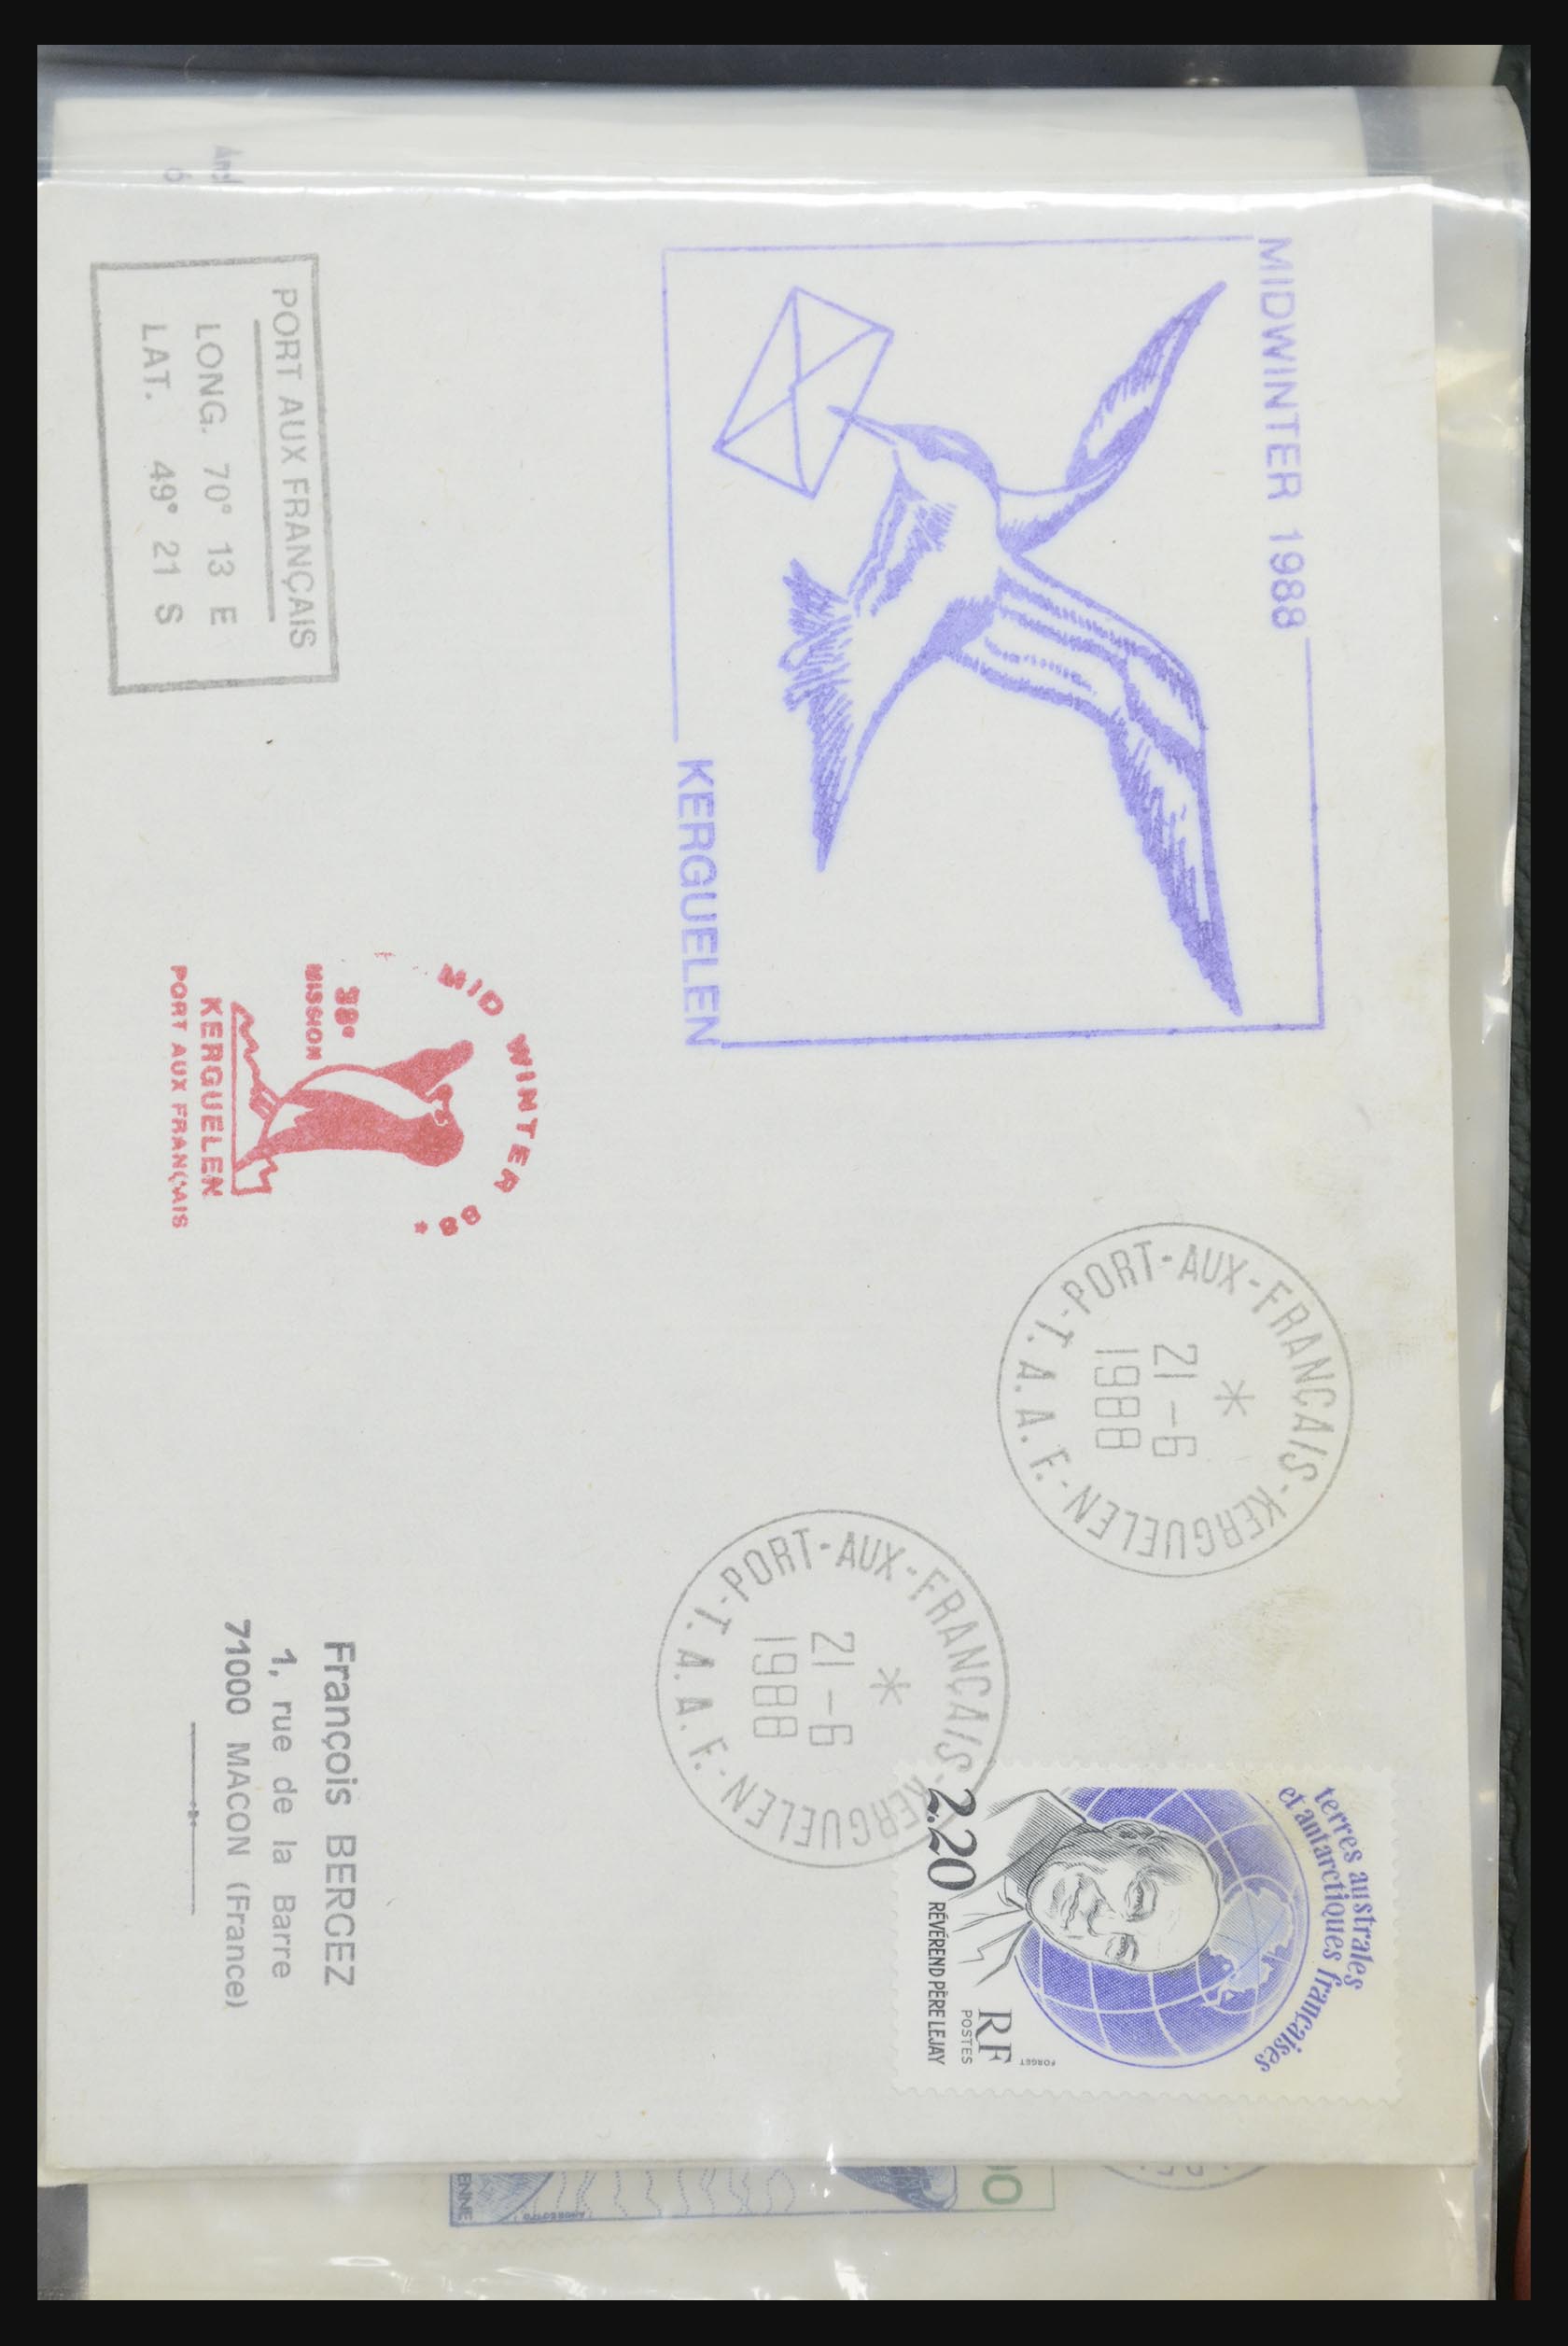 MIDWINTER 1988
KERGUELEN
PORT AUX FRANÇAIS
LONG. 70° 13 E
LAT. 49° 21 S
MID WINTER 88 *
38e
MISSION
KERGUELEN
PORT AUX FRANÇAIS
PORT-AUX-FRANÇAIS-KERGUELEN
21-6
1988
T.A.A.F.
PORT-AUX-FRANÇAIS-KERGUELEN
21-6
1988
T.A.A.F.
terres australes
et antarctiques françaises
FORGET
RF
POSTES
2.20 RÉVÉREND PÈRE LEJAY
François BERGEZ
1, rue de la Barre
71000 MACON (France)
ENNE